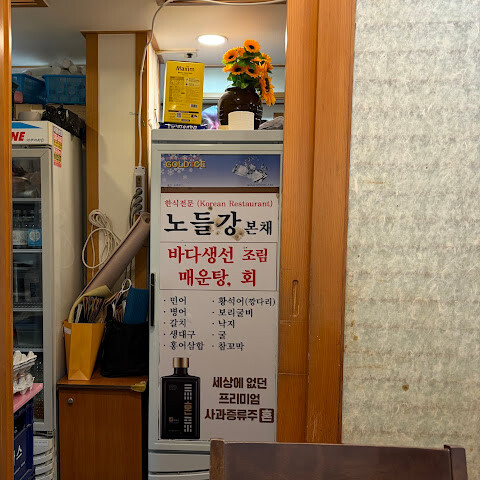 Maxim
GOLD ICE
한식전문 (Korean Restaurant)
노들강 본채
바다생선 조림
매운탕, 회
· 민어 · 황석어(깡다리)
· 병어 · 보리굴비
· 갈치 · 낙지
· 생대구 · 굴
· 홍어삼합 · 참꼬막
세상에 없던
프리미엄
사과증류주 훔